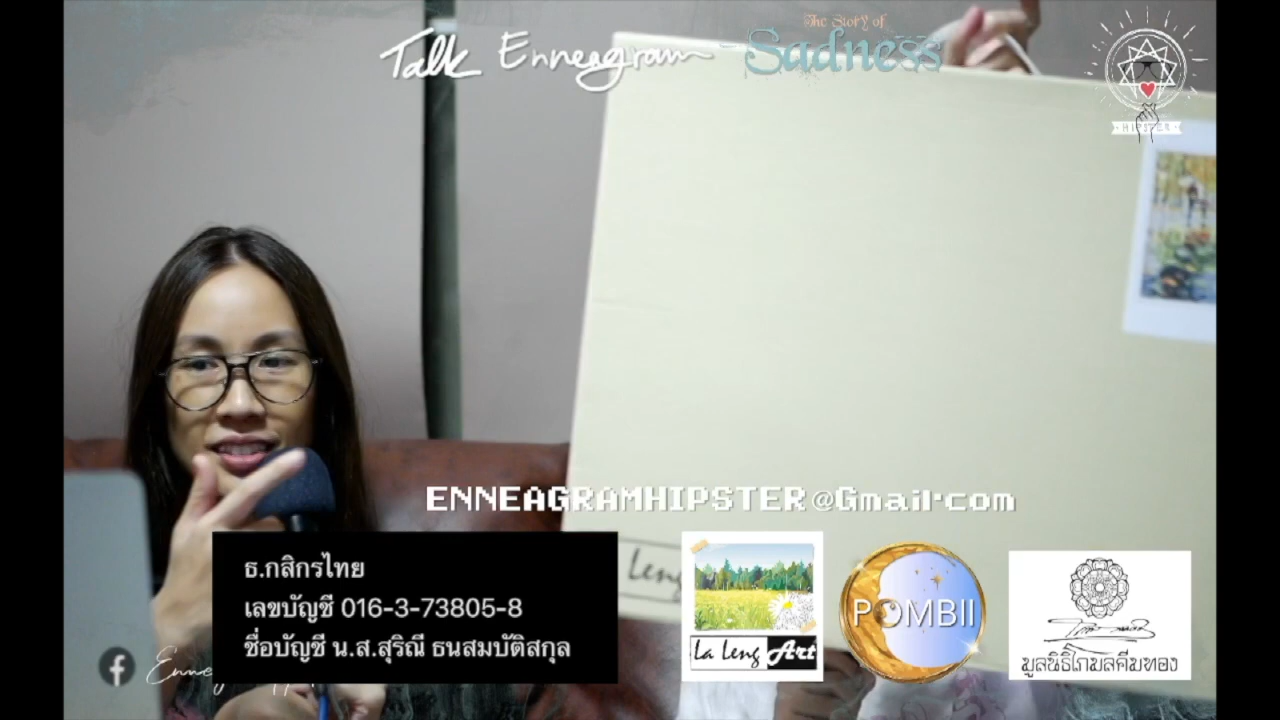 Talk Enneagram
The Story of
Sadness
HIPSTER
ENNEAGRAMHIPSTER@Gmail.com
ธ.กสิกรไทย
เลขบัญชี 016-3-73805-8
ชื่อบัญชี น.ส.สุริณี ธนสมบัติสกุล
Leng
La Leng Art
POMBII
มูลนิธิโกมลคีมทอง